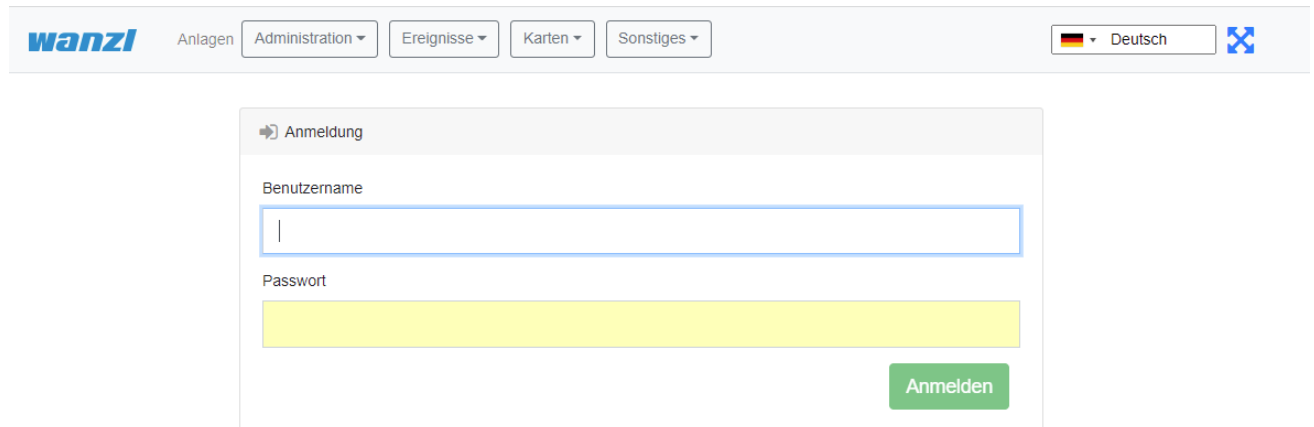 wanzl Anlagen Administration Ereignisse Karten Sonstiges Deutsch
Anmeldung
Benutzername
Passwort
Anmelden